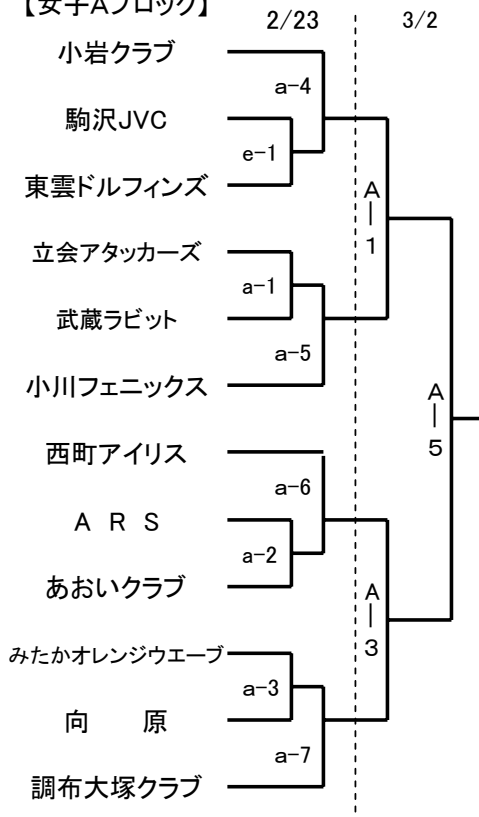 【女子Aブロック】
2/23
3/2
小岩クラブ
a-4
駒沢JVC
e-1
東雲ドルフィンズ
A|1
立会アタッカーズ
a-1
武蔵ラビット
a-5
小川フェニックス
A|5
西町アイリス
a-6
A R S
a-2
あおいクラブ
A|3
みたかオレンジウエーブ
a-3
向 原
a-7
調布大塚クラブ